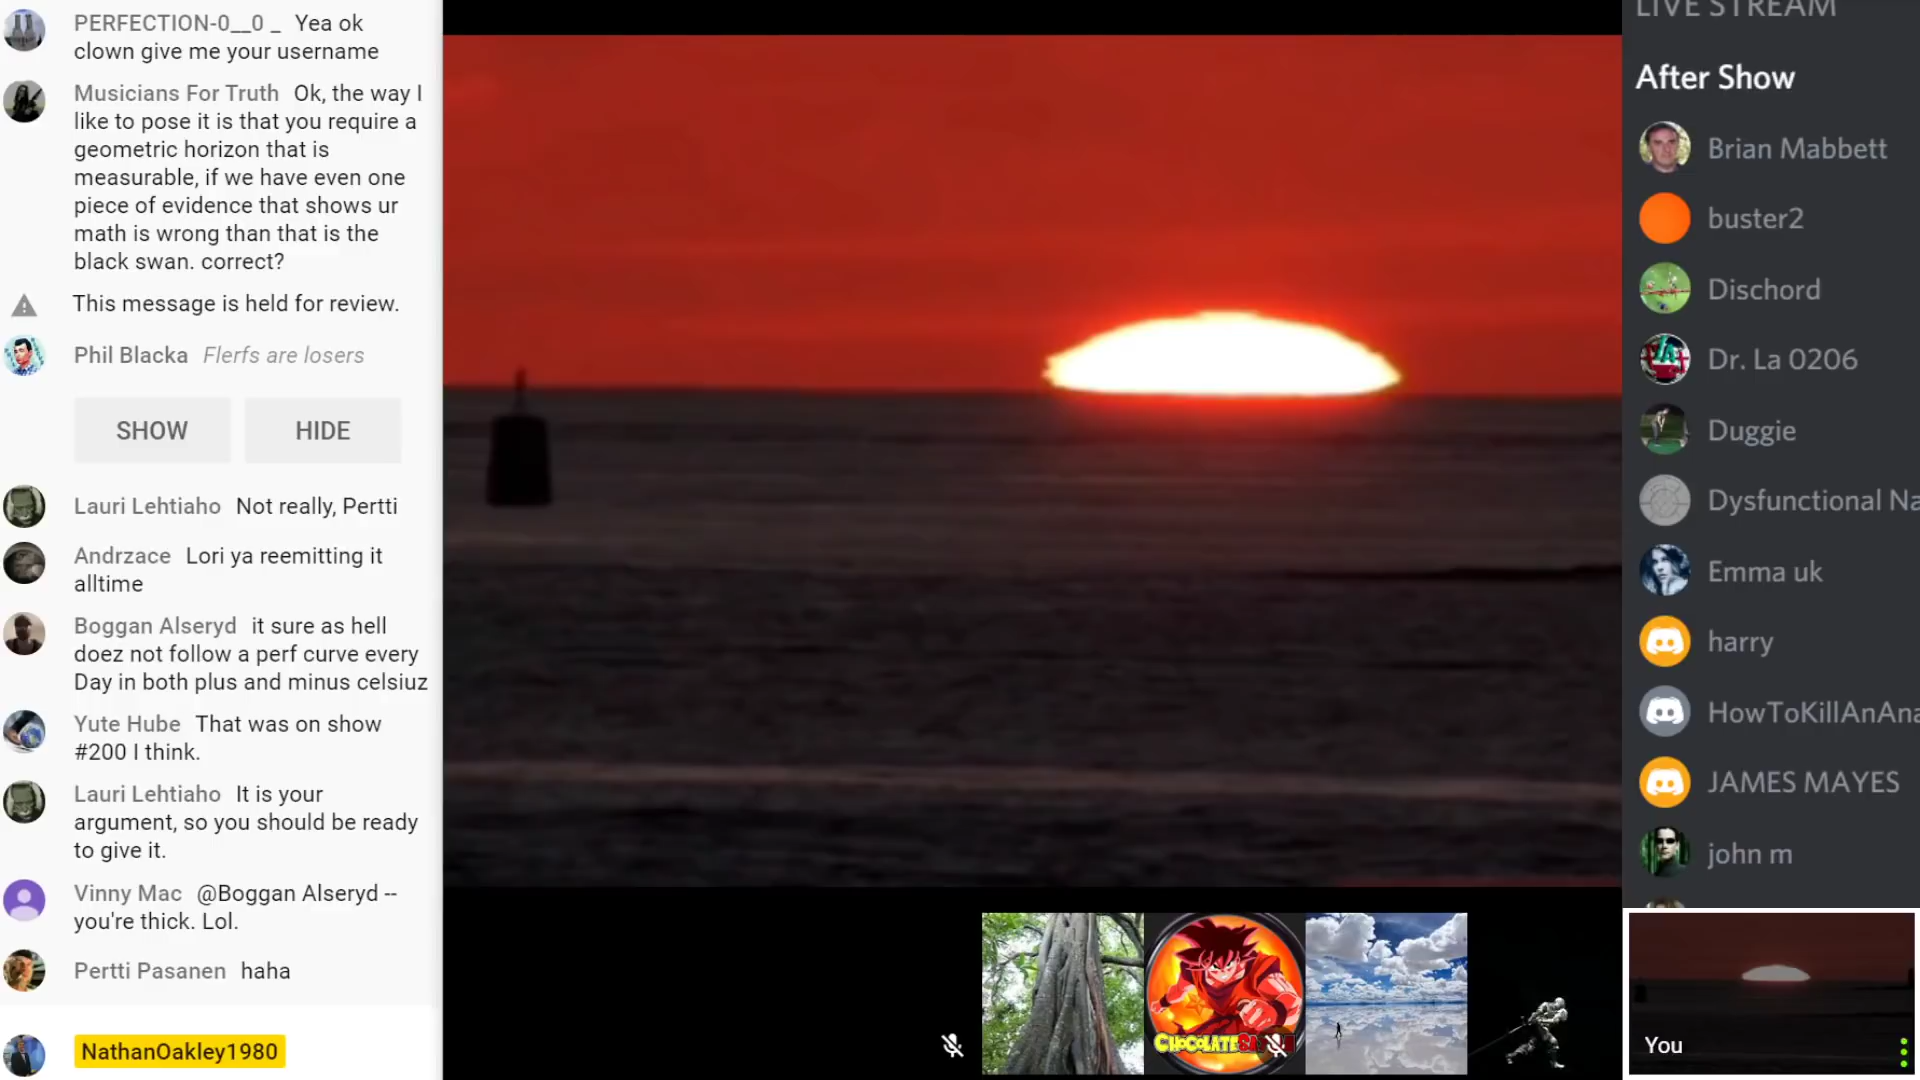 PERFECTION-0__0 _ Yea ok
clown give me your username
Musicians For Truth Ok, the way I
like to pose it is that you require a
geometric horizon that is
measurable, if we have even one
piece of evidence that shows ur
math is wrong than that is the
black swan. correct?
This message is held for review.
Phil Blacka Flerfs are losers
SHOW HIDE
Lauri Lehtiaho Not really, Pertti
Andrzace Lori ya reemitting it
alltime
Boggan Alseryd it sure as hell
doez not follow a perf curve every
Day in both plus and minus celsiuz
Yute Hube That was on show
#200 I think.
Lauri Lehtiaho It is your
argument, so you should be ready
to give it.
Vinny Mac @Boggan Alseryd --
you're thick. Lol.
Pertti Pasanen haha
NathanOakley1980
LIVE STREAM
After Show
Brian Mabbett
buster2
Dischord
Dr. La 0206
Duggie
Dysfunctional Na
Emma uk
harry
HowToKillAnAna
JAMES MAYES
john m
You